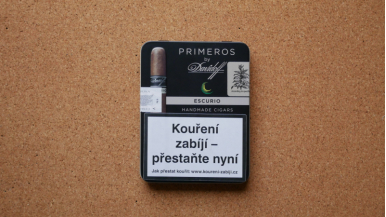 PRIMEROS
by
Davidoff
ESCURIO
HANDMADE CIGARS
Kouření
zabíjí –
přestaňte nyní
Jak přestat kouřit: www.koureni-zabiji.cz